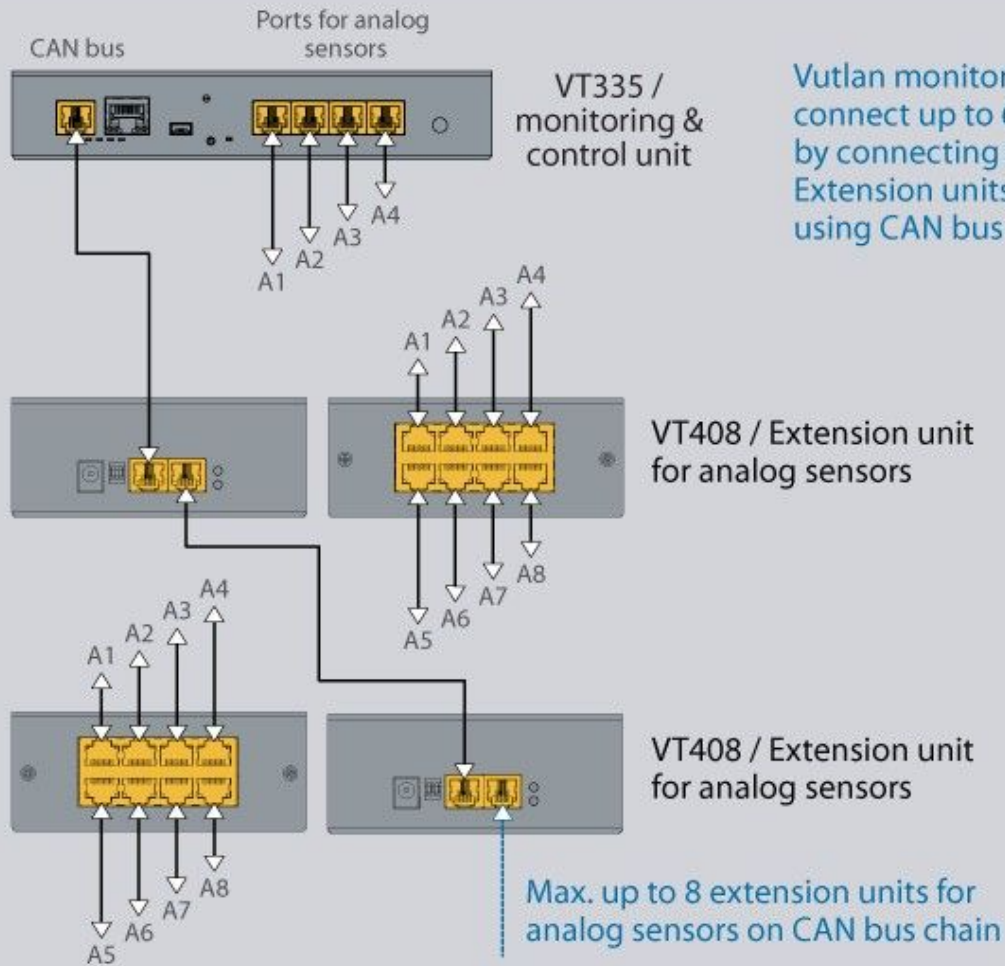 CAN bus
Ports for analog
sensors
VT335 /
monitoring &
control unit
Vutlan monitor
connect up to
by connecting
Extension units
using CAN bus
A1
A2
A3
A4
A1
A2
A3
A4
VT408 / Extension unit
for analog sensors
A5
A6
A7
A8
A1
A2
A3
A4
VT408 / Extension unit
for analog sensors
A5
A6
A7
A8
Max. up to 8 extension units for
analog sensors on CAN bus chain